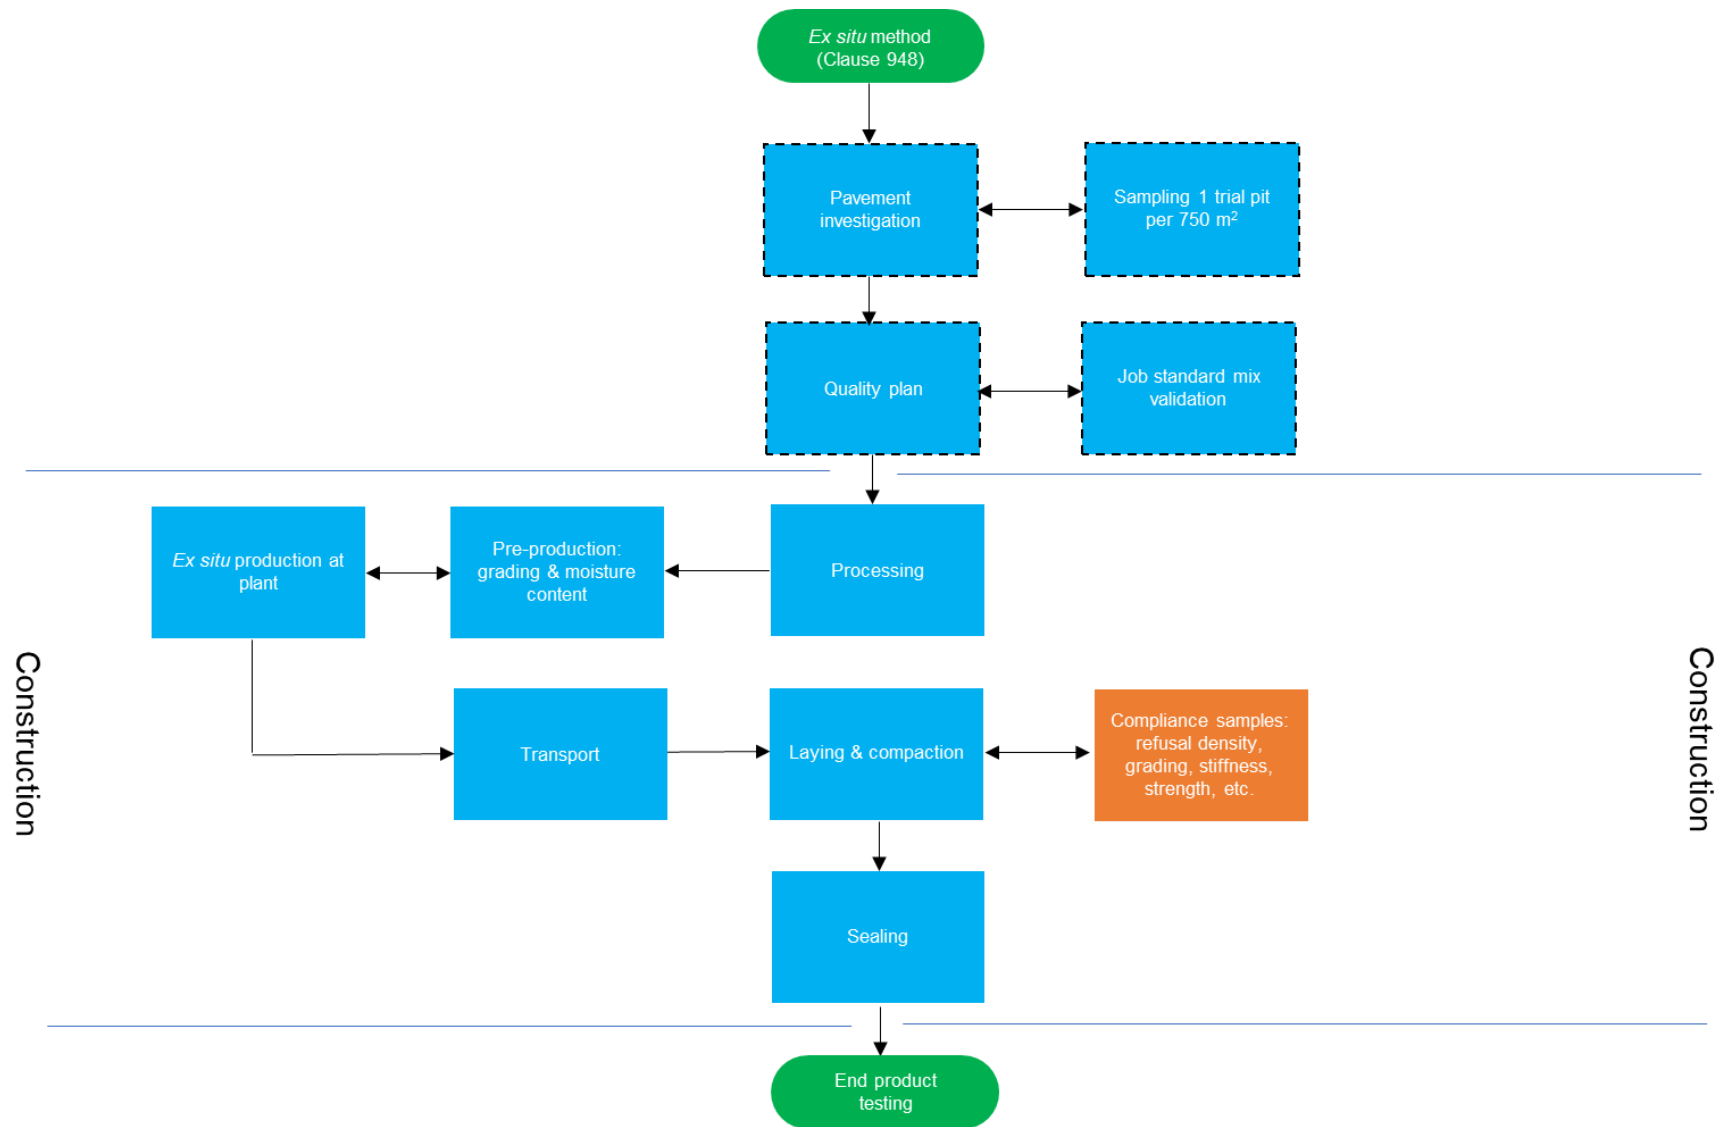 Ex situ method
(Clause 948)
Pavement
investigation
Sampling 1 trial pit
per 750 m²
Quality plan
Job standard mix
validation
Ex situ production at
plant
Pre-production:
grading & moisture
content
Processing
Construction
Construction
Transport
Laying & compaction
Compliance samples:
refusal density,
grading, stiffness,
strength, etc.
Sealing
End product
testing